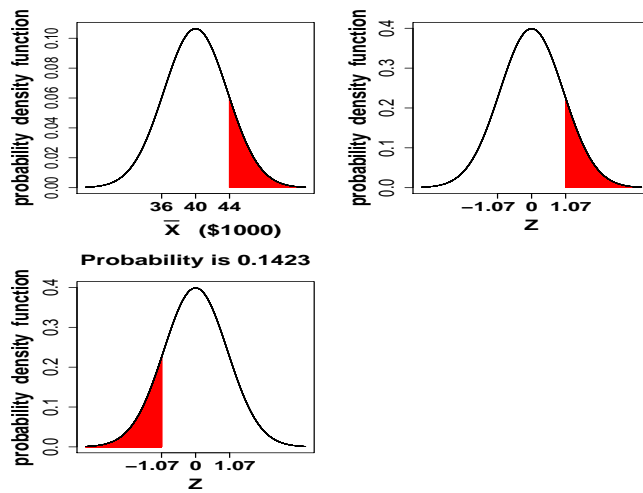 probability density function
0.00 0.02 0.04 0.06 0.08 0.10
36 40 44
X ($1000)
probability density function
0.0 0.1 0.2 0.3 0.4
−1.07 0 1.07
Z
Probability is 0.1423
probability density function
0.0 0.1 0.2 0.3 0.4
−1.07 0 1.07
Z